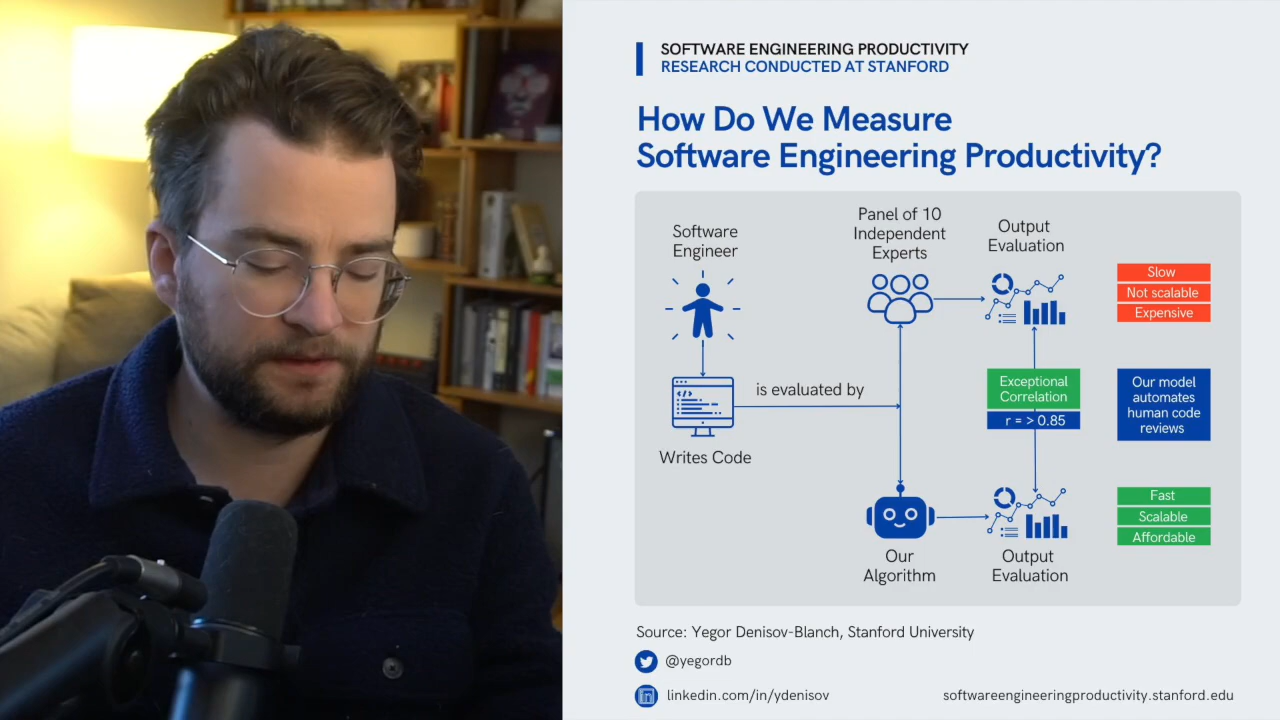 SOFTWARE ENGINEERING PRODUCTIVITY
RESEARCH CONDUCTED AT STANFORD
How Do We Measure
Software Engineering Productivity?
Software
Engineer
Writes Code
is evaluated by
Panel of 10
Independent
Experts
Output
Evaluation
Slow
Not scalable
Expensive
Exceptional
Correlation
r = > 0.85
Our model
automates
human code
reviews
Our
Algorithm
Output
Evaluation
Fast
Scalable
Affordable
Source: Yegor Denisov-Blanch, Stanford University
@yegordb
linkedin.com/in/ydenisov
softwareengineeringproductivity.stanford.edu